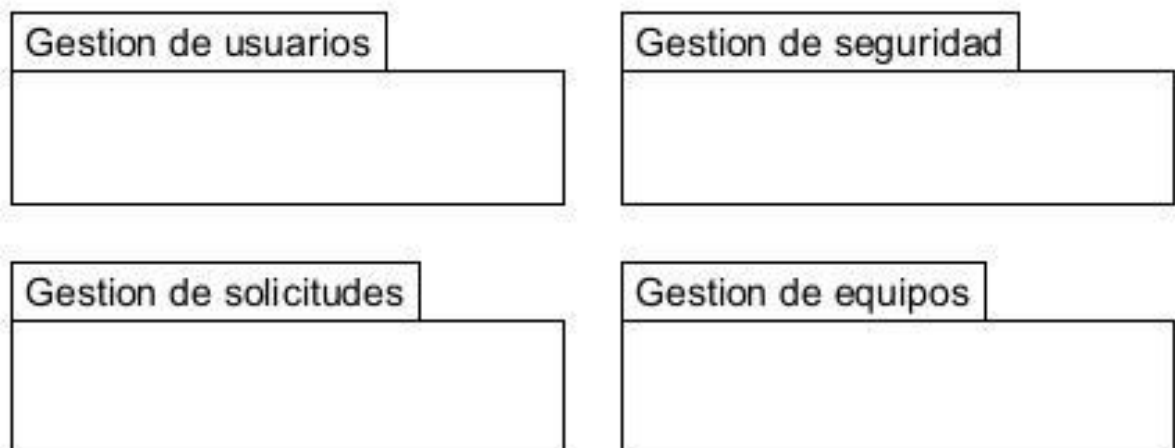 Gestion de usuarios
Gestion de seguridad
Gestion de solicitudes
Gestion de equipos